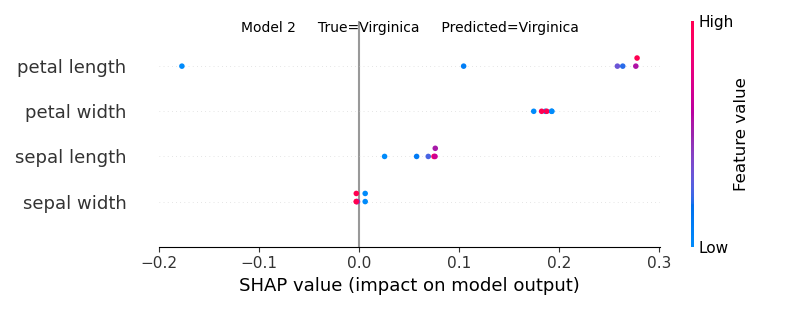 Model 2 True=Virginica Predicted=Virginica
High
petal length
petal width
sepal length
sepal width
Feature value
Low
−0.2 −0.1 0.0 0.1 0.2 0.3
SHAP value (impact on model output)